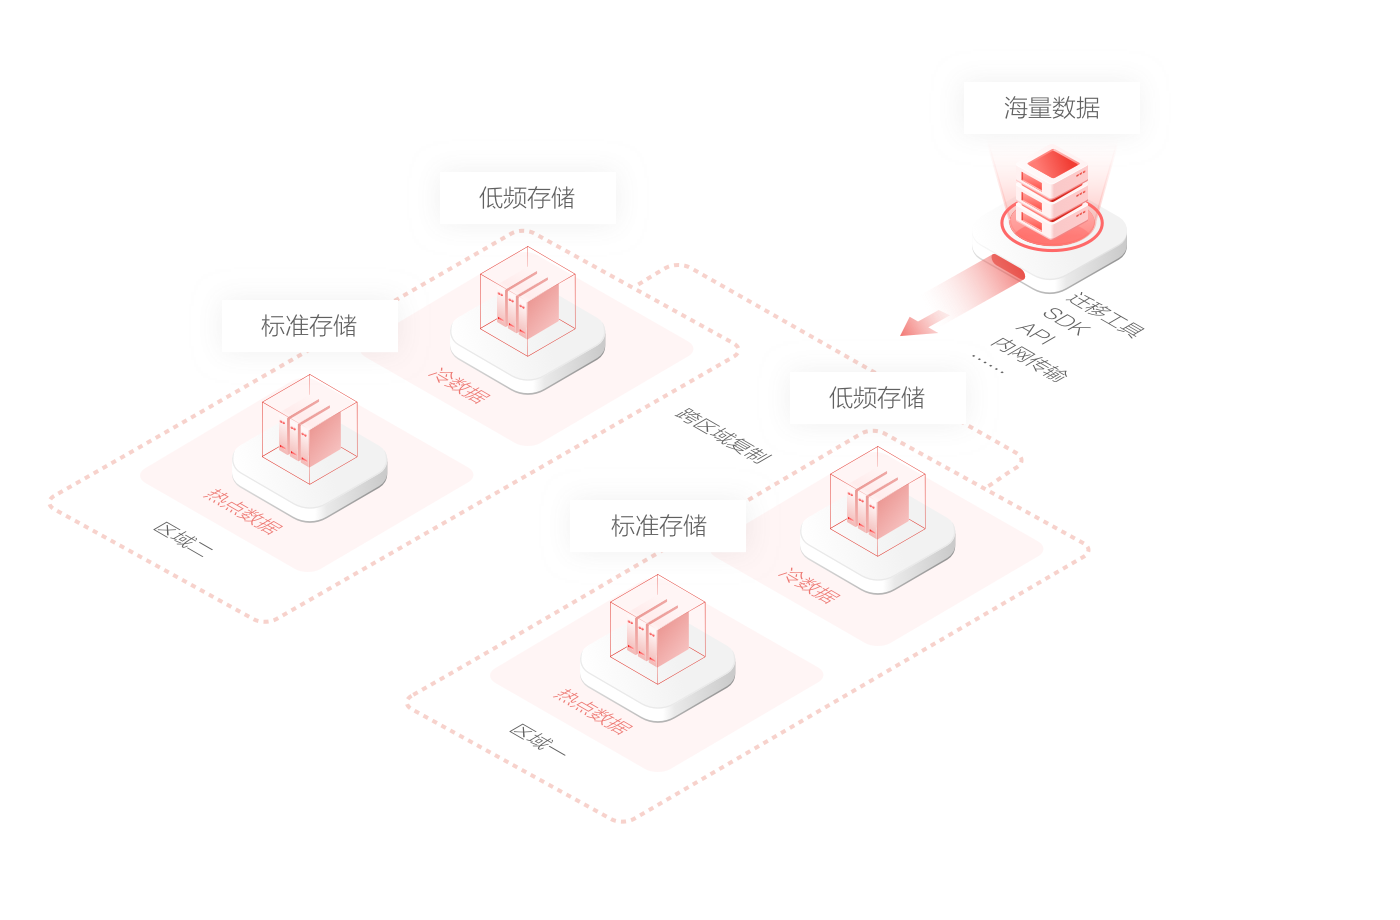 海量数据
迁移工具
SDK
API
内网传输
......
低频存储
标准存储
冷数据
热点数据
区域二
跨区域复制
低频存储
标准存储
冷数据
热点数据
区域一